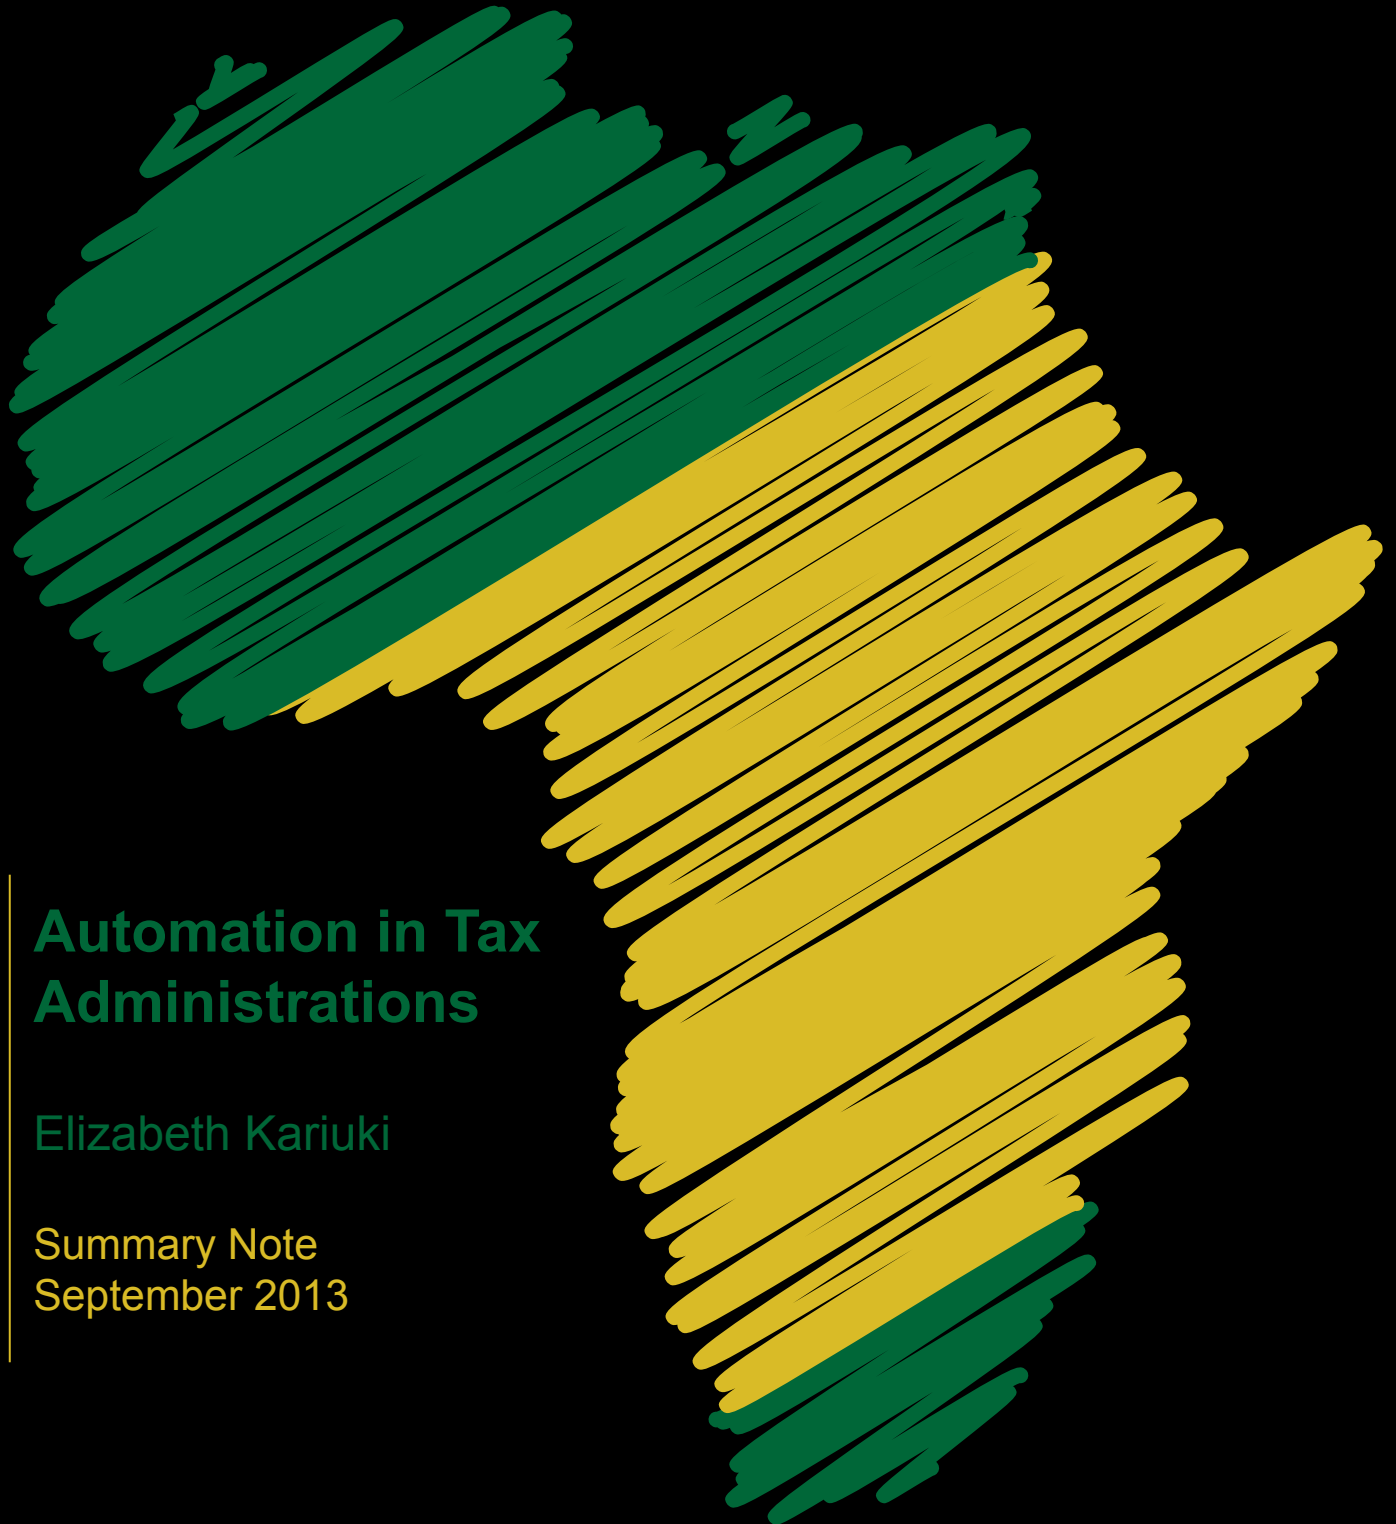 Automation in Tax
Administrations
Elizabeth Kariuki
Summary Note
September 2013